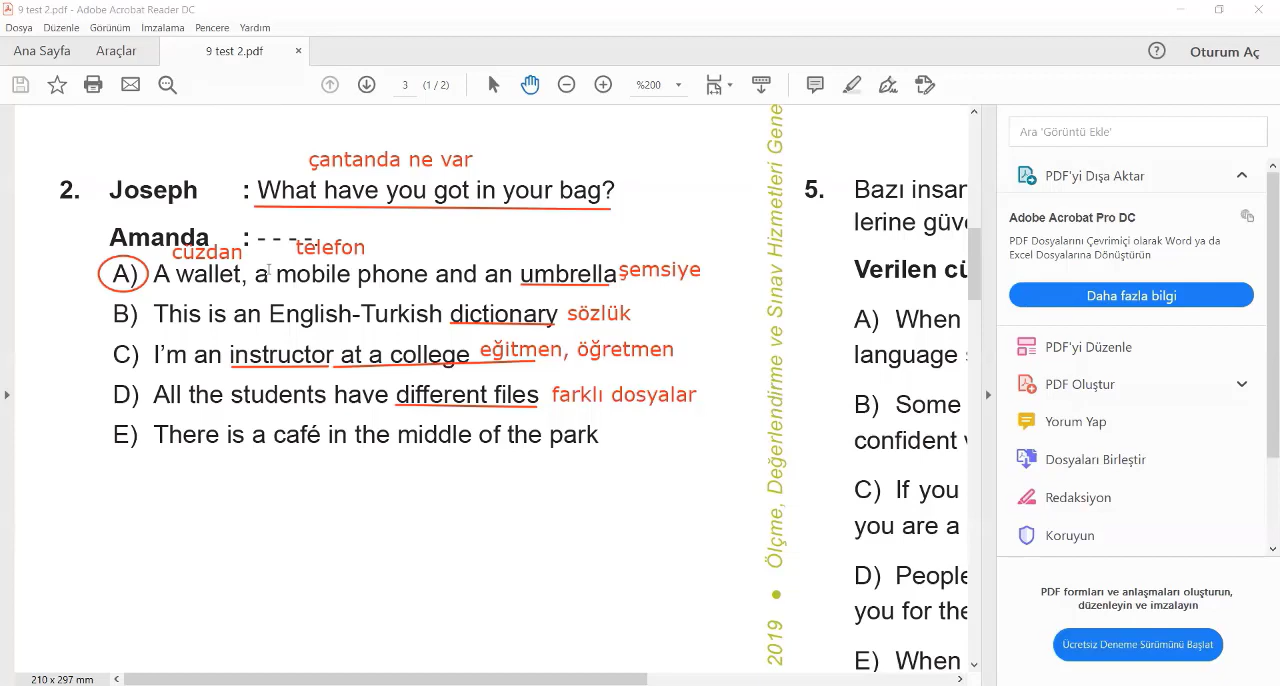 9 test 2.pdf - Adobe Acrobat Reader DC
Dosya Düzenle Görünüm İmzalama Pencere Yardım
Ana Sayfa Araçlar 9 test 2.pdf × Oturum Aç
3 (1 / 2) %200
çantanda ne var
2. Joseph : What have you got in your bag?
Amanda : - - - -.
cüzdan telefon
A) A wallet, a mobile phone and an umbrella şemsiye
B) This is an English-Turkish dictionary sözlük
C) I'm an instructor at a college eğitmen, öğretmen
D) All the students have different files farklı dosyalar
E) There is a café in the middle of the park
2019 • Ölçme, Değerlendirme ve Sınav Hizmetleri Gene
5. Bazı insan
lerine güve
Verilen cü
A) When
language s
B) Some
confident v
C) If you
you are a
D) People
you for the
E) When
Ara 'Görüntü Ekle'
PDF'yi Dışa Aktar
Adobe Acrobat Pro DC
PDF Dosyalarını Çevrimiçi olarak Word ya da
Excel Dosyalarına Dönüştürün
Daha fazla bilgi
PDF'yi Düzenle
PDF Oluştur
Yorum Yap
Dosyaları Birleştir
Redaksiyon
Koruyun
PDF formları ve anlaşmaları oluşturun,
düzenleyin ve imzalayın
Ücretsiz Deneme Sürümünü Başlat
210 x 297 mm